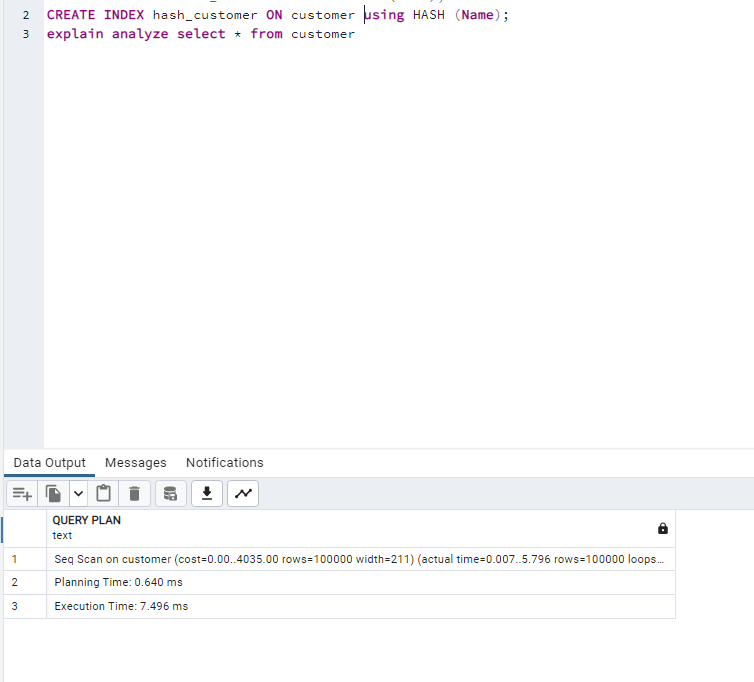 2 CREATE INDEX hash_customer ON customer using HASH (Name);
3 explain analyze select * from customer
Data Output Messages Notifications
QUERY PLAN
text
1 Seq Scan on customer (cost=0.00..4035.00 rows=100000 width=211) (actual time=0.007..5.796 rows=100000 loops...
2 Planning Time: 0.640 ms
3 Execution Time: 7.496 ms